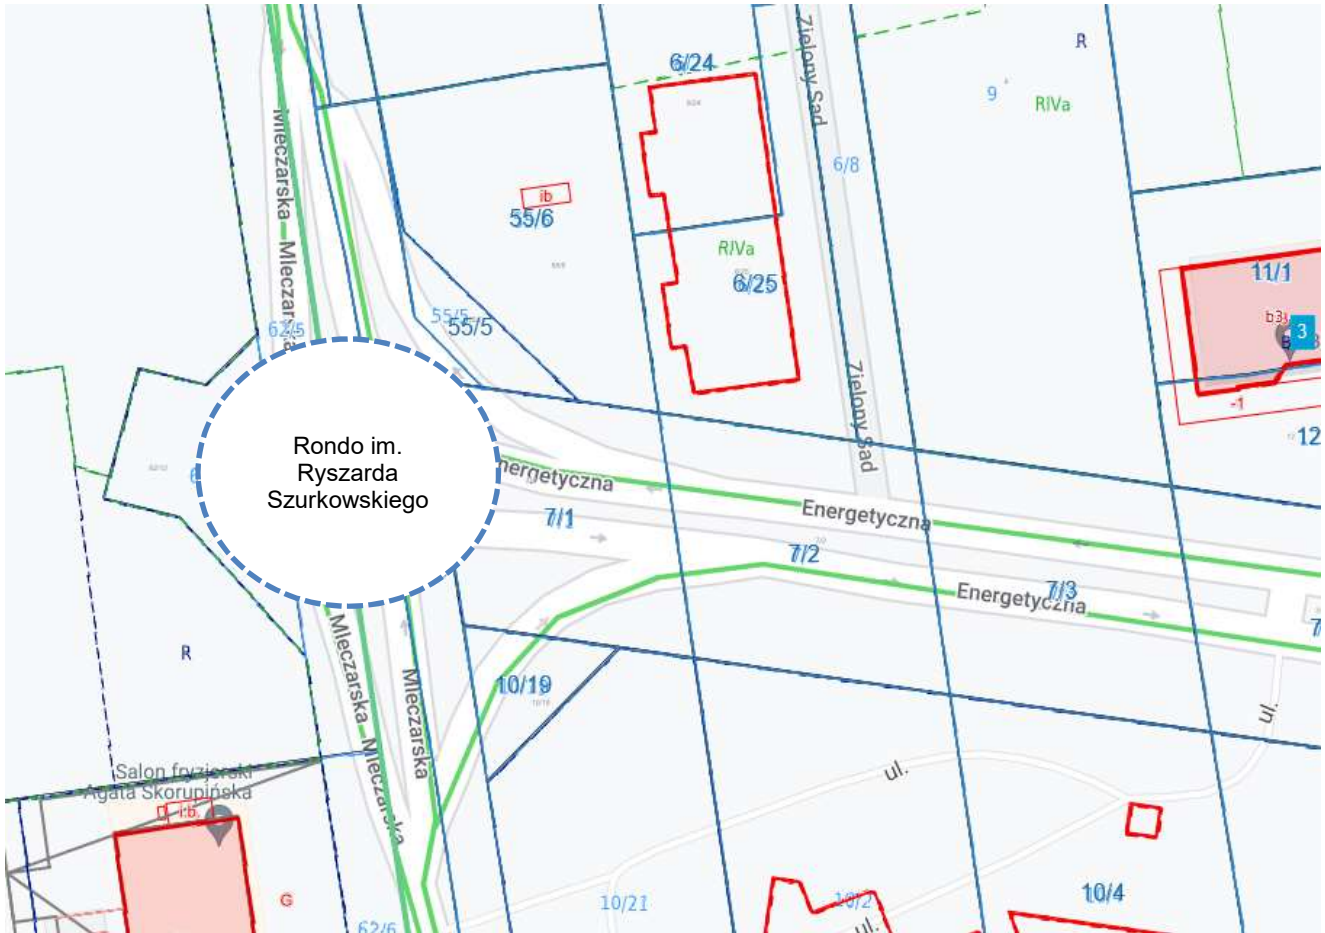 Zielony Sad
R
6/24
9
RIVa
Mleczarska
6/8
ib
55/6
RIVa
6/25
11/1
b3
3
Mleczarska
62/5
55/5
55/5
-1
12
Zielony Sad
Rondo im.
Ryszarda
Szurkowskiego
nergetyczna
7/1
Energetyczna
7/2
7/3
Energetyczna
R
Mleczarska
Mleczarska
10/19
ul.
ul.
Salon fryzjerski
Agata Skorupińska
i.b.
Mleczarska
G
62/6
10/21
10/2
10/4
ul.